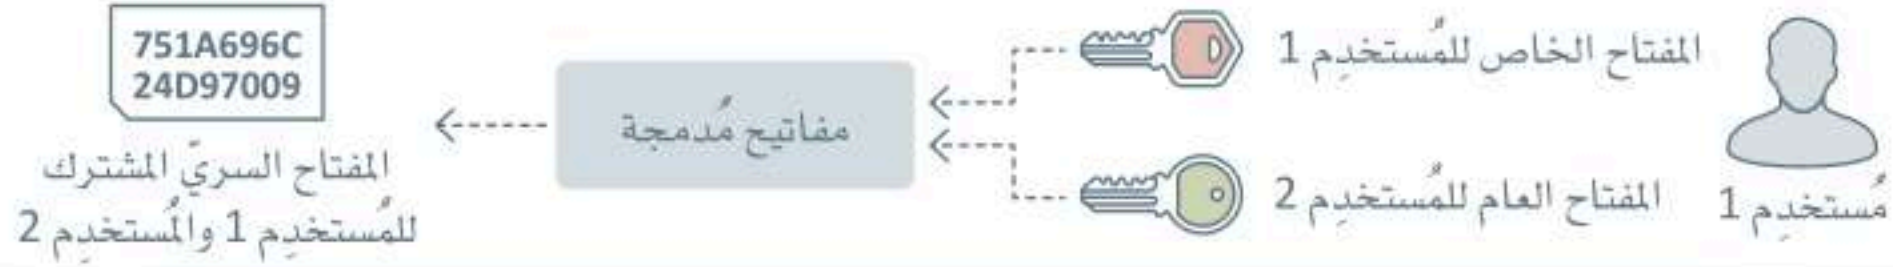 المفتاح الخاص للمُستخدِم 1
المفتاح العام للمُستخدِم 2
مُستخدِم 1
مفاتيح مُدمجة
751A696C
24D97009
المفتاح السريّ المشترك
للمُستخدِم 1 والمُستخدِم 2